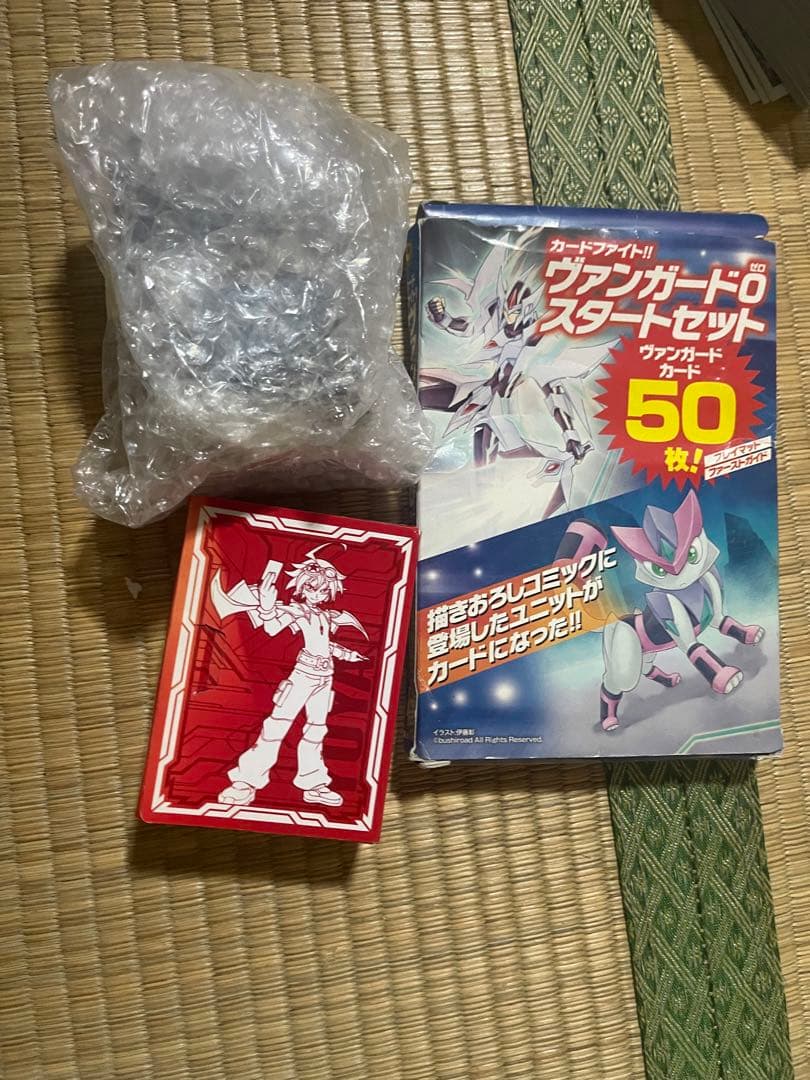 カードファイト!!
ヴァンガード0
ゼロ
スタートセット
ヴァンガード
カード
50
枚!
プレイマット
ファーストガイド
描きおろしコミックに
登場したユニットが
カードになった!!
イラスト:伊藤彰
©bushiroad All Rights Reserved.
YUYA